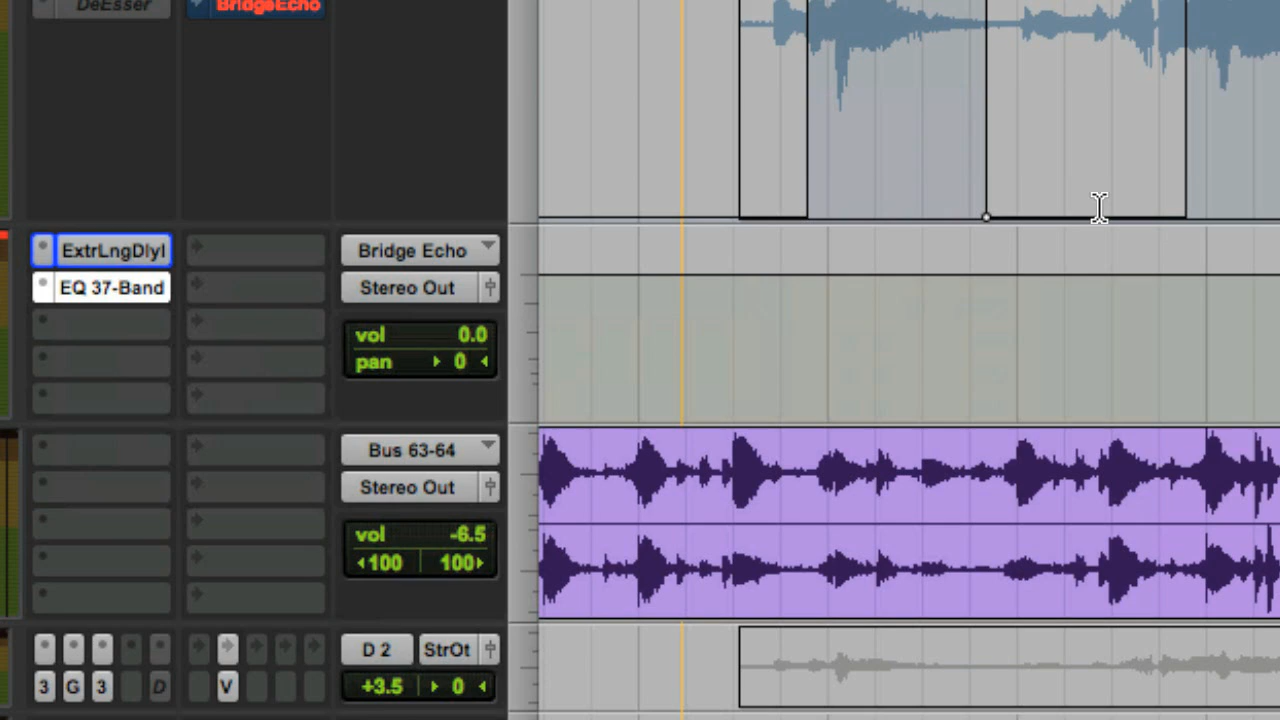 DeEsser
BridgeEcho
ExtrLngDlyI
Bridge Echo
EQ 37-Band
Stereo Out
vol 0.0
pan 0
Bus 63-64
Stereo Out
vol -6.5
100 100
D 2 StrOt
3 G 3 D V +3.5 0